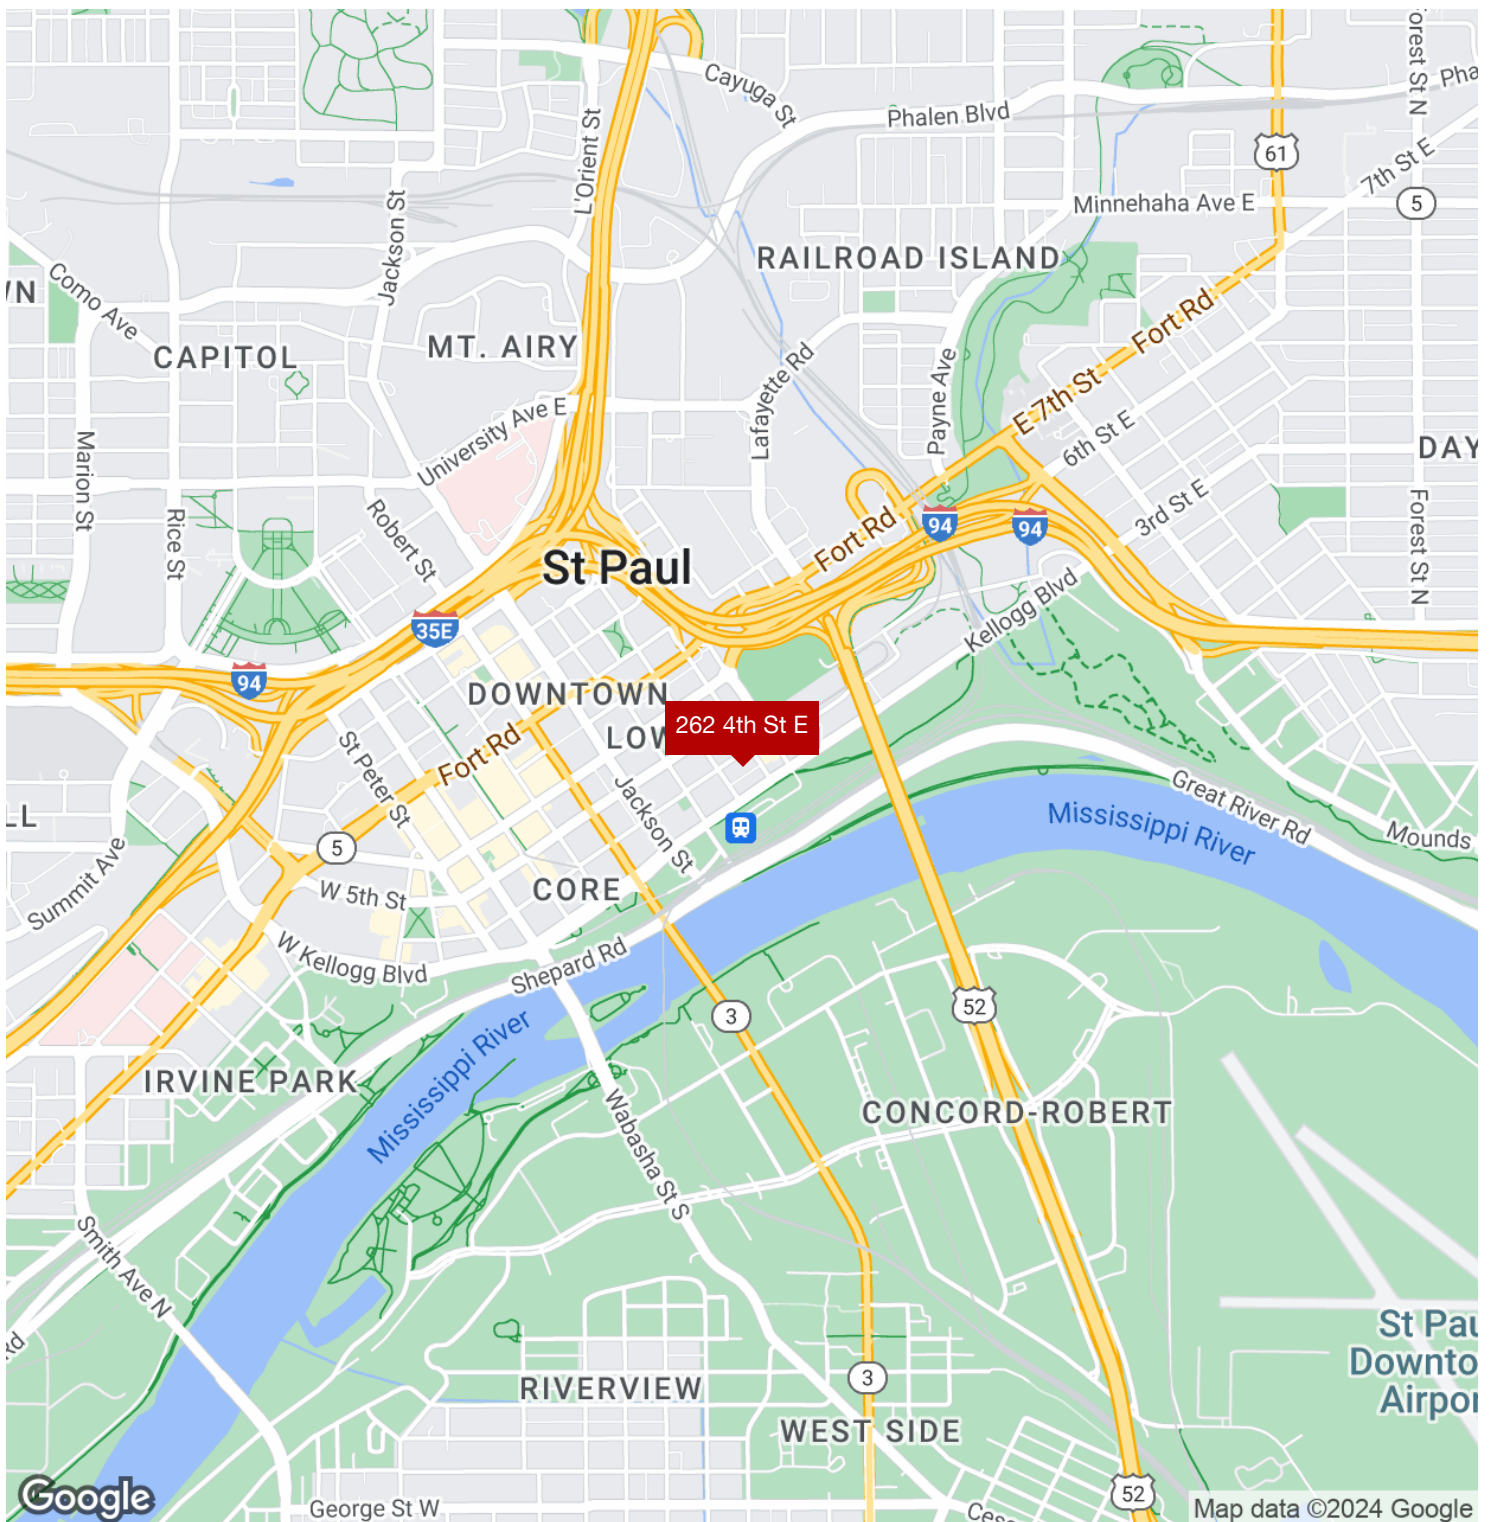 Cayuga St
Phalen Blvd
Forest St N
Pha
L'Orient St
61
7th St E
Jackson St
Minnehaha Ave E
5
RAILROAD ISLAND
Como Ave
Fort Rd
MT. AIRY
CAPITOL
Lafayette Rd
Payne Ave
E 7th St
University Ave E
6th St E
Marion St
DAY
Rice St
Robert St
3rd St E
Forest St N
Fort Rd
94
94
St Paul
Kellogg Blvd
35E
94
DOWNTOWN
LOW
262 4th St E
Fort Rd
St Peter St
Jackson St
Great River Rd
Mississippi River
Mounds
LL
5
Summit Ave
W 5th St
CORE
W Kellogg Blvd
Shepard Rd
52
3
Mississippi River
IRVINE PARK
CONCORD-ROBERT
Wabasha St S
Smith Ave N
St Pau
Downto
Airpor
Rd
3
RIVERVIEW
WEST SIDE
52
Google
George St W
Map data ©2024 Google